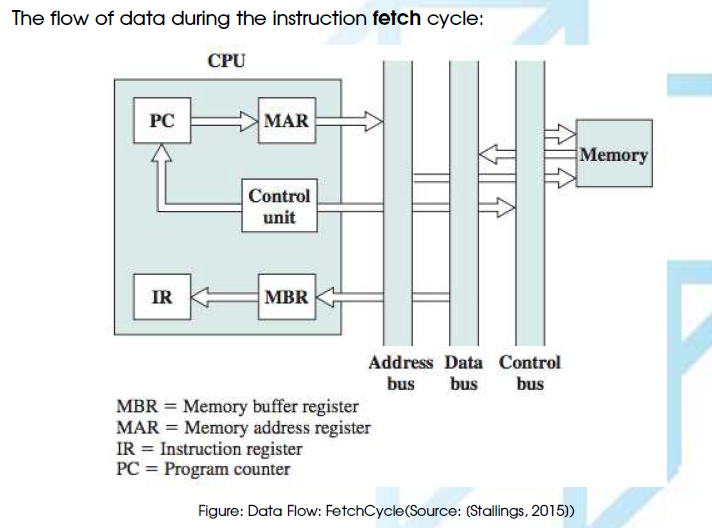 The flow of data during the instruction fetch cycle:
CPU
PC
MAR
Memory
Control
unit
IR
MBR
Address Data Control
bus bus bus
MBR = Memory buffer register
MAR = Memory address register
IR = Instruction register
PC = Program counter
Figure: Data Flow: FetchCycle(Source: (Stallings, 2015))